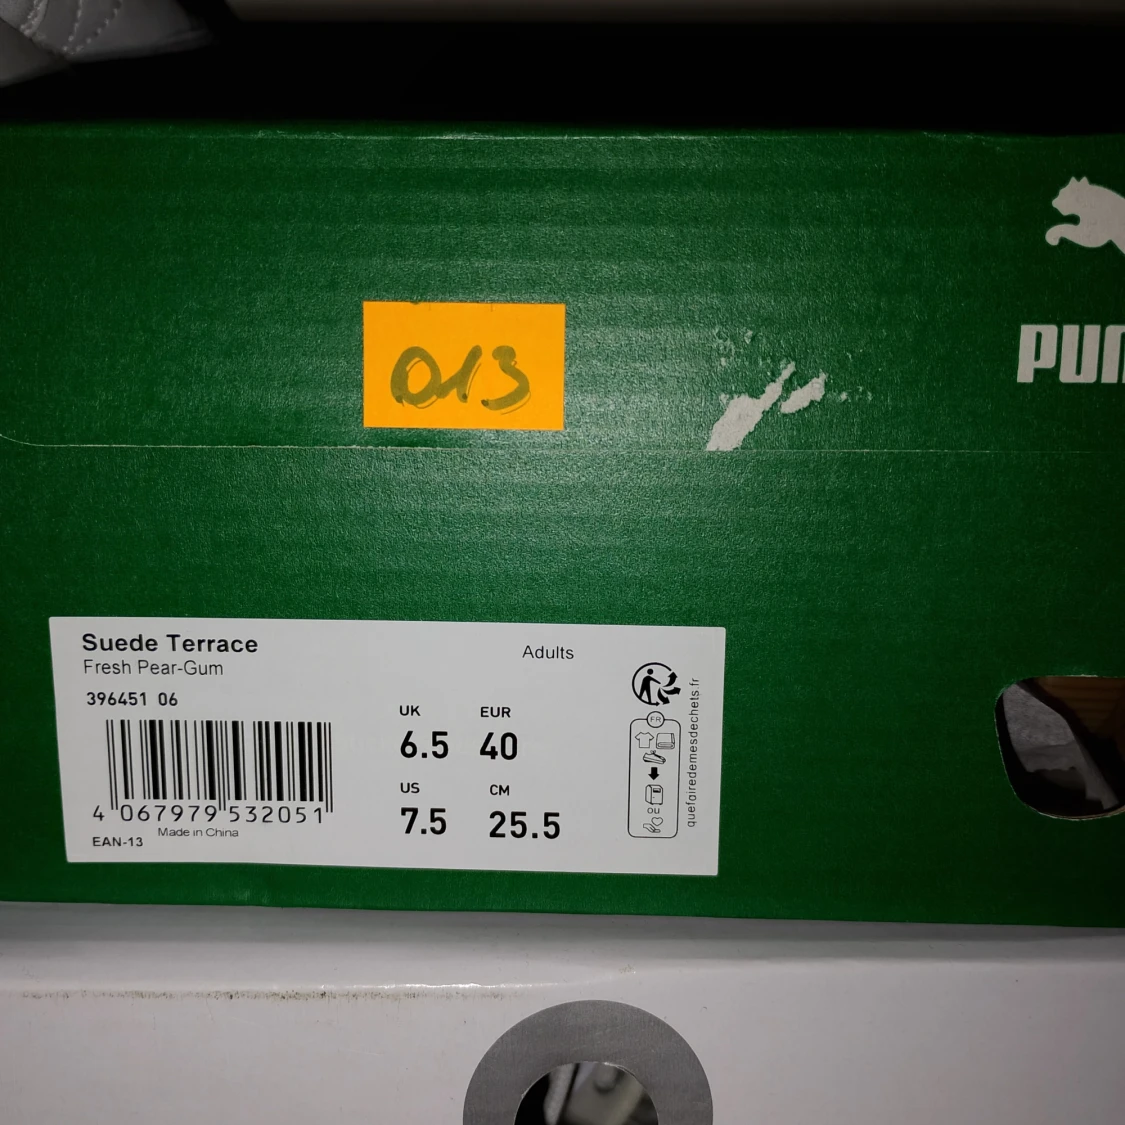 PUM
013
Suede Terrace
Fresh Pear-Gum
396451 06
Adults
UK EUR
6.5 40
US CM
7.5 25.5
4 067979 532051
Made in China
EAN-13
FR
OU
quefairedemesdechets.fr